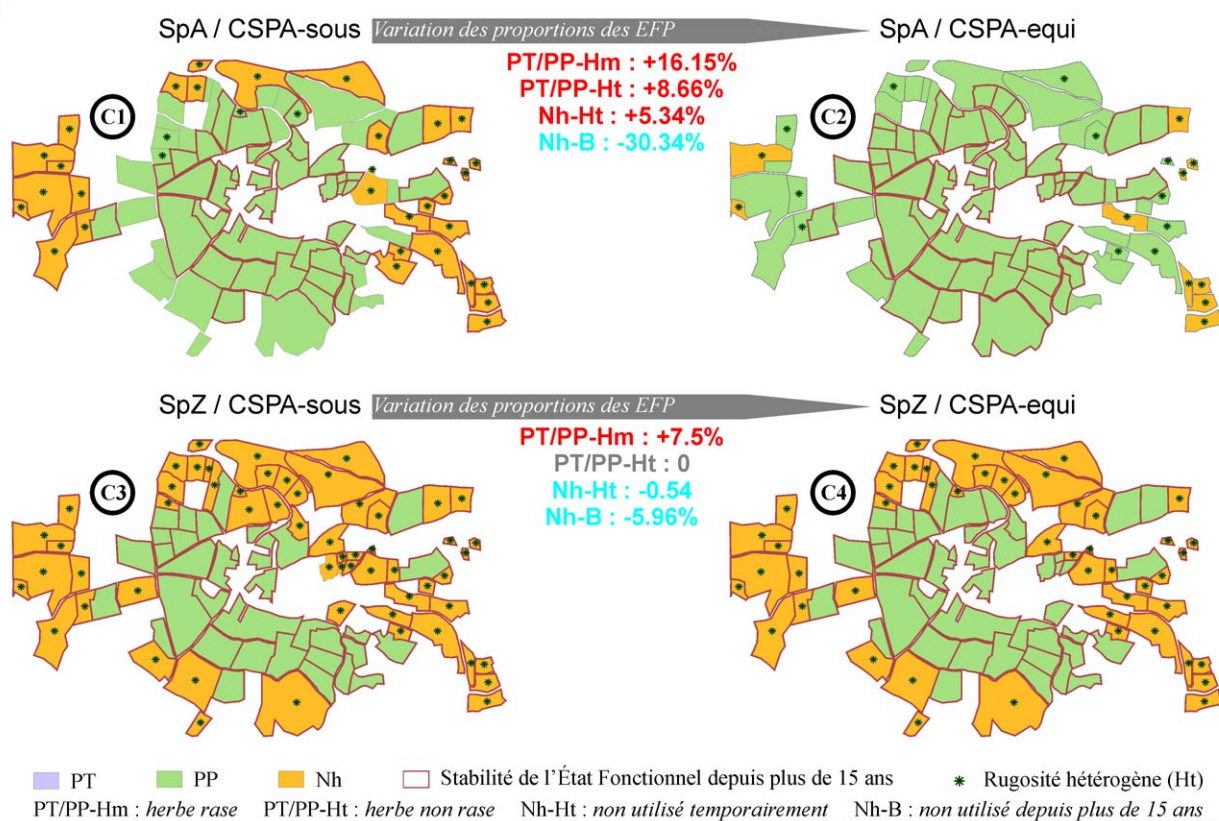 SpA / CSPA-sous Variation des proportions des EFP SpA / CSPA-equi
PT/PP-Hm : +16.15%
PT/PP-Ht : +8.66%
Nh-Ht : +5.34%
Nh-B : -30.34%
C1 C2
SpZ / CSPA-sous Variation des proportions des EFP SpZ / CSPA-equi
PT/PP-Hm : +7.5%
PT/PP-Ht : 0
Nh-Ht : -0.54
Nh-B : -5.96%
C3 C4
PT PP Nh Stabilité de l'État Fonctionnel depuis plus de 15 ans * Rugosité hétérogène (Ht)
PT/PP-Hm : herbe rase PT/PP-Ht : herbe non rase Nh-Ht : non utilisé temporairement Nh-B : non utilisé depuis plus de 15 ans